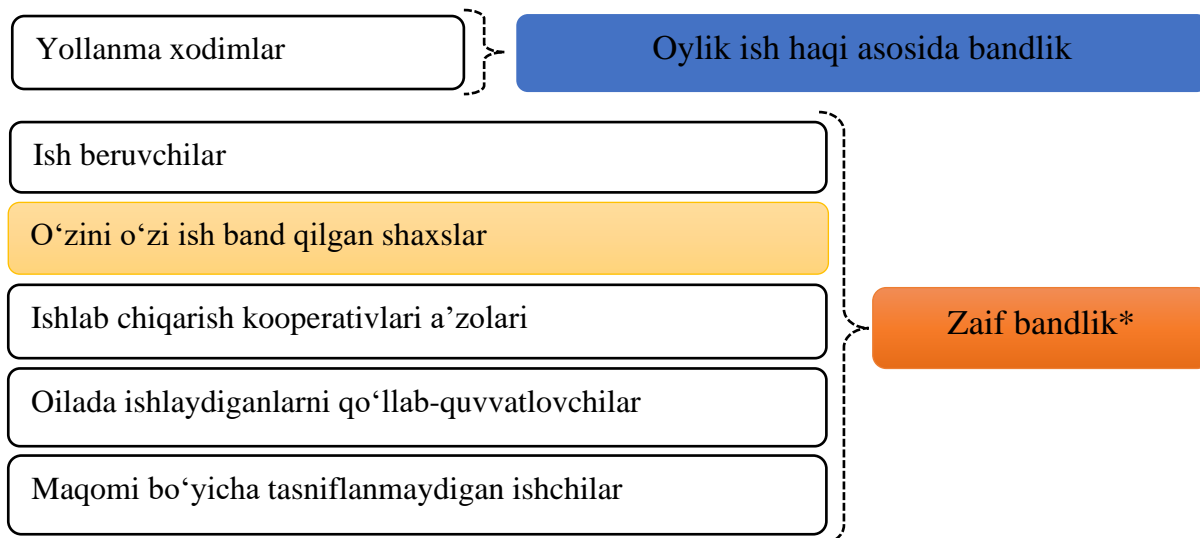 Yollanma xodimlar
Oylik ish haqi asosida bandlik
Ish beruvchilar
O‘zini o‘zi ish band qilgan shaxslar
Ishlab chiqarish kooperativlari a’zolari
Zaif bandlik*
Oilada ishlaydiganlarni qo‘llab-quvvatlovchilar
Maqomi bo‘yicha tasniflanmaydigan ishchilar